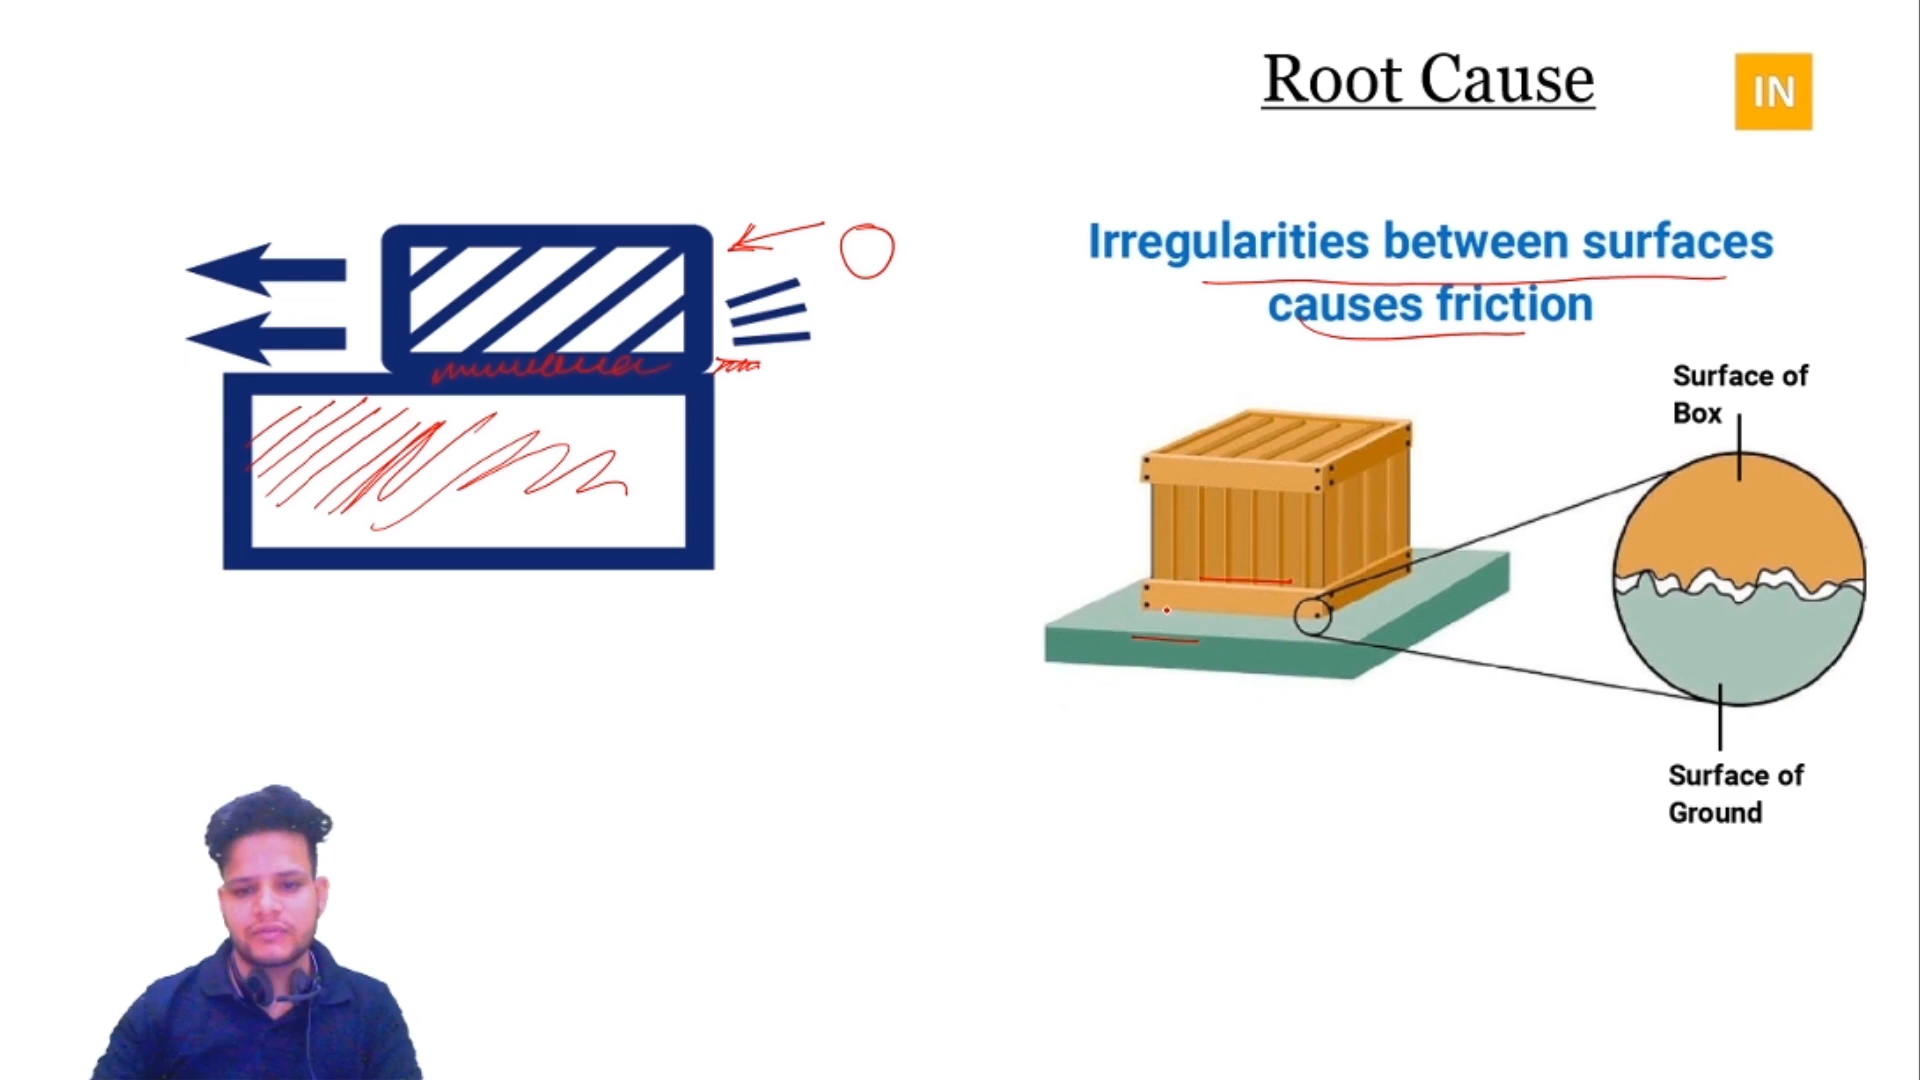 Root Cause
IN
Irregularities between surfaces
causes friction
Surface of
Box
Surface of
Ground